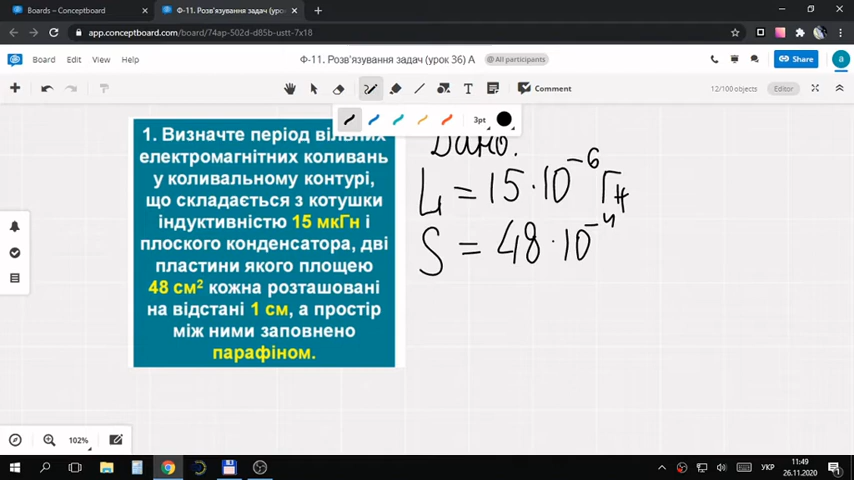 Boards – Conceptboard
Ф-11. Розв'язування задач (уро
app.conceptboard.com/board/74ap-502d-d85b-ustt-7x18
Board Edit View Help
Ф-11. Розв'язування задач (урок 36) А
@All participants
Share
a
Comment
12/100 objects
Editor
3pt
1. Визначте період вільних
електромагнітних коливань
у коливальному контурі,
що складається з котушки
індуктивністю 15 мкГн і
плоского конденсатора, дві
пластини якого площею
48 см² кожна розташовані
на відстані 1 см, а простір
між ними заповнено
парафіном.
Дано:
L = 15·10⁻⁶ Гн
S = 48·10⁻⁴
102%
УКР
11:49
26.11.2020